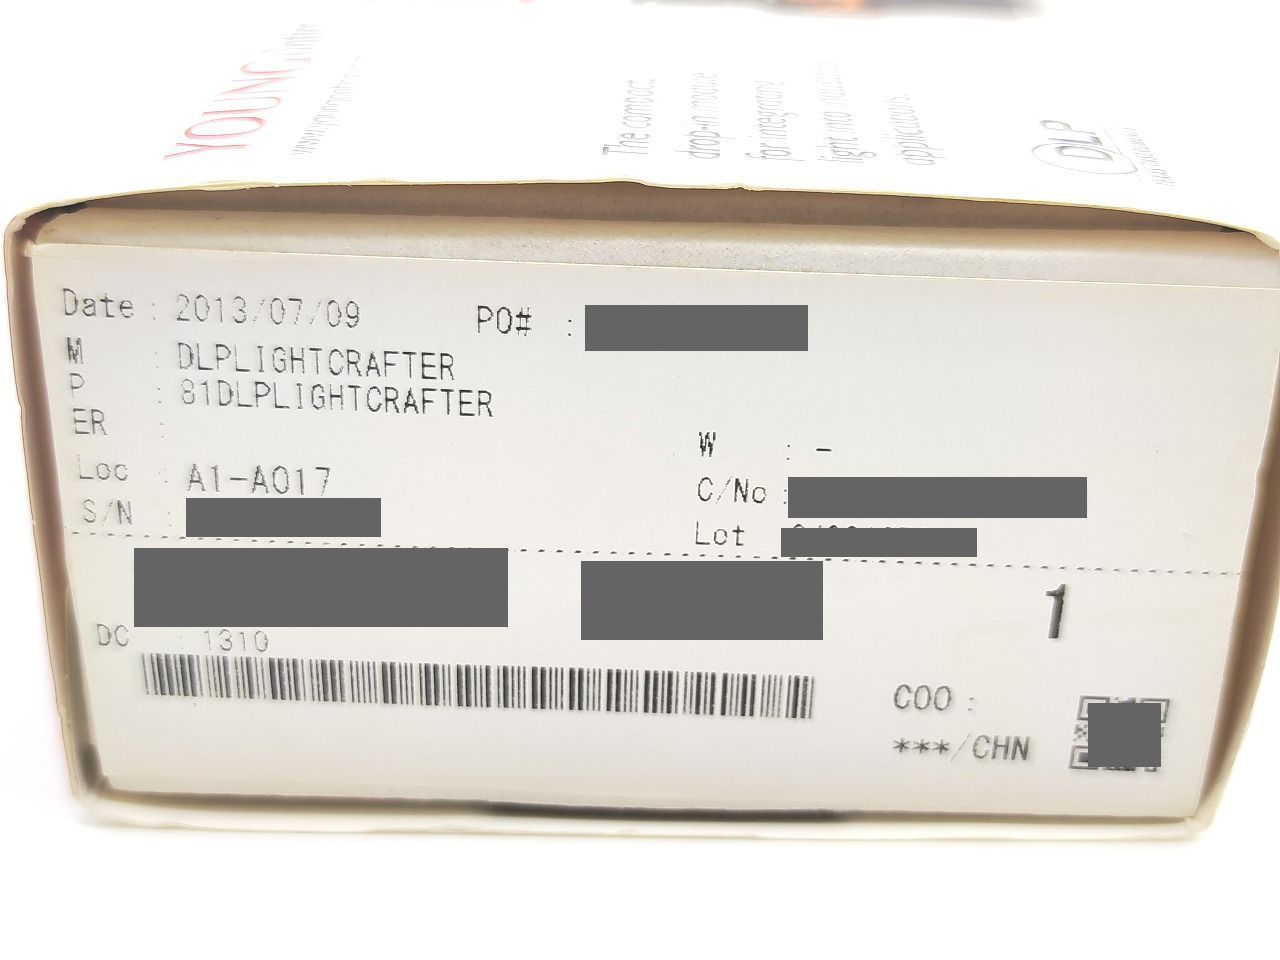 YOUNG
The compact
drop-in module
for integrating
light into
applications.
DLP
Date : 2013/07/09 PO# :
M : DLPLIGHTCRAFTER
P : 81DLPLIGHTCRAFTER
ER :
W : -
Loc : A1-A017
C/No :
S/N :
Lot
1
DC : 1310
COO :
***/CHN